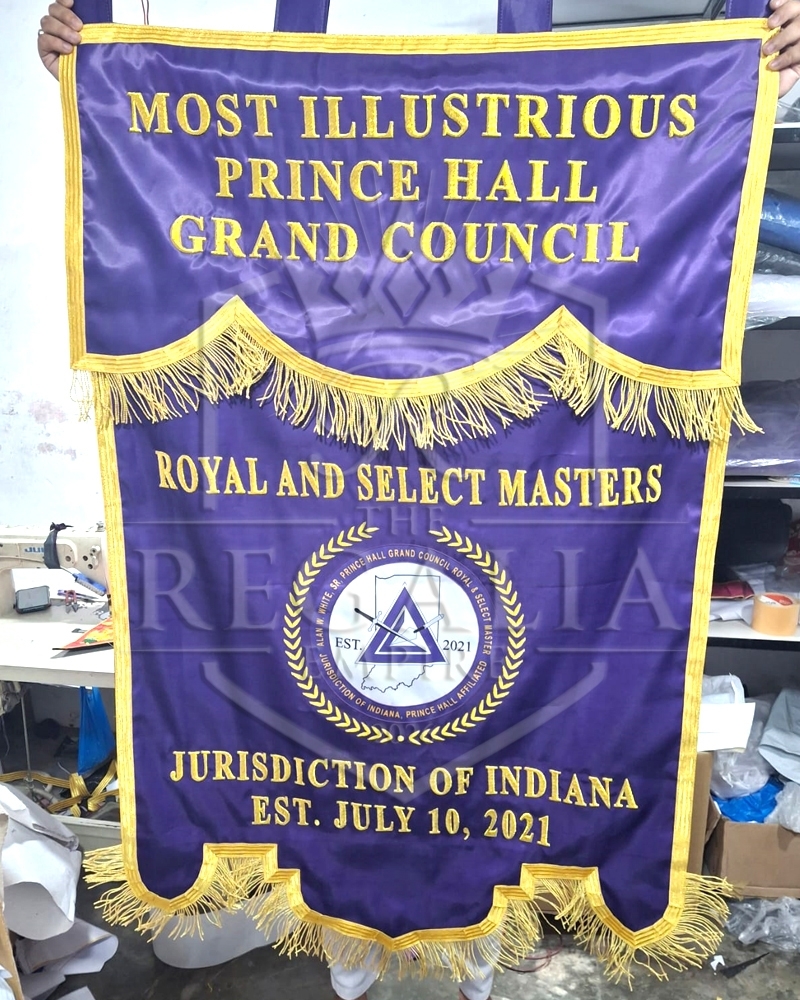 MOST ILLUSTRIOUS
PRINCE HALL
GRAND COUNCIL
ROYAL AND SELECT MASTERS
ALAN W. WHITE, SR. PRINCE HALL GRAND COUNCIL ROYAL & SELECT MASTER
EST. 2021
JURISDICTION OF INDIANA, PRINCE HALL AFFILIATED
JURISDICTION OF INDIANA
EST. JULY 10, 2021
THE
REGALIA
EMPIRE